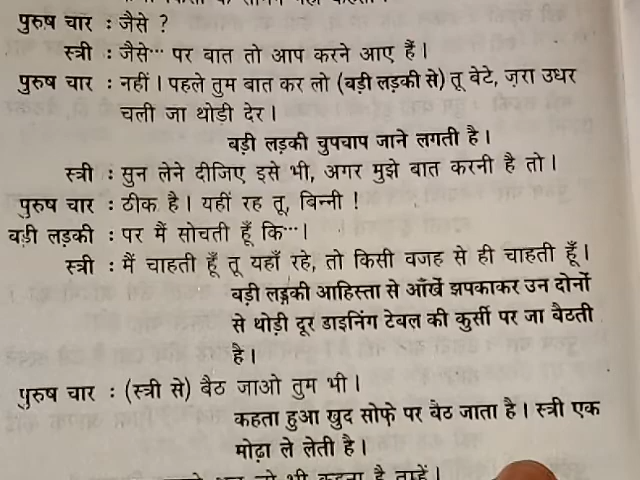 पुरुष चार : जैसे ?
स्त्री : जैसे··· पर बात तो आप करने आए हैं।
पुरुष चार : नहीं। पहले तुम बात कर लो (बड़ी लड़की से) तू बेटे, ज़रा उधर
चली जा थोड़ी देर।
बड़ी लड़की चुपचाप जाने लगती है।
स्त्री : सुन लेने दीजिए इसे भी, अगर मुझे बात करनी है तो।
पुरुष चार : ठीक है। यहीं रह तू, बिन्नी !
बड़ी लड़की : पर मैं सोचती हूँ कि···।
स्त्री : मैं चाहती हूँ तू यहाँ रहे, तो किसी वजह से ही चाहती हूँ।
बड़ी लड़की आहिस्ता से आँखें झपकाकर उन दोनों
से थोड़ी दूर डाइनिंग टेबल की कुर्सी पर जा बैठती
है।
पुरुष चार : (स्त्री से) बैठ जाओ तुम भी।
कहता हुआ खुद सोफ़े पर बैठ जाता है। स्त्री एक
मोढ़ा ले लेती है।